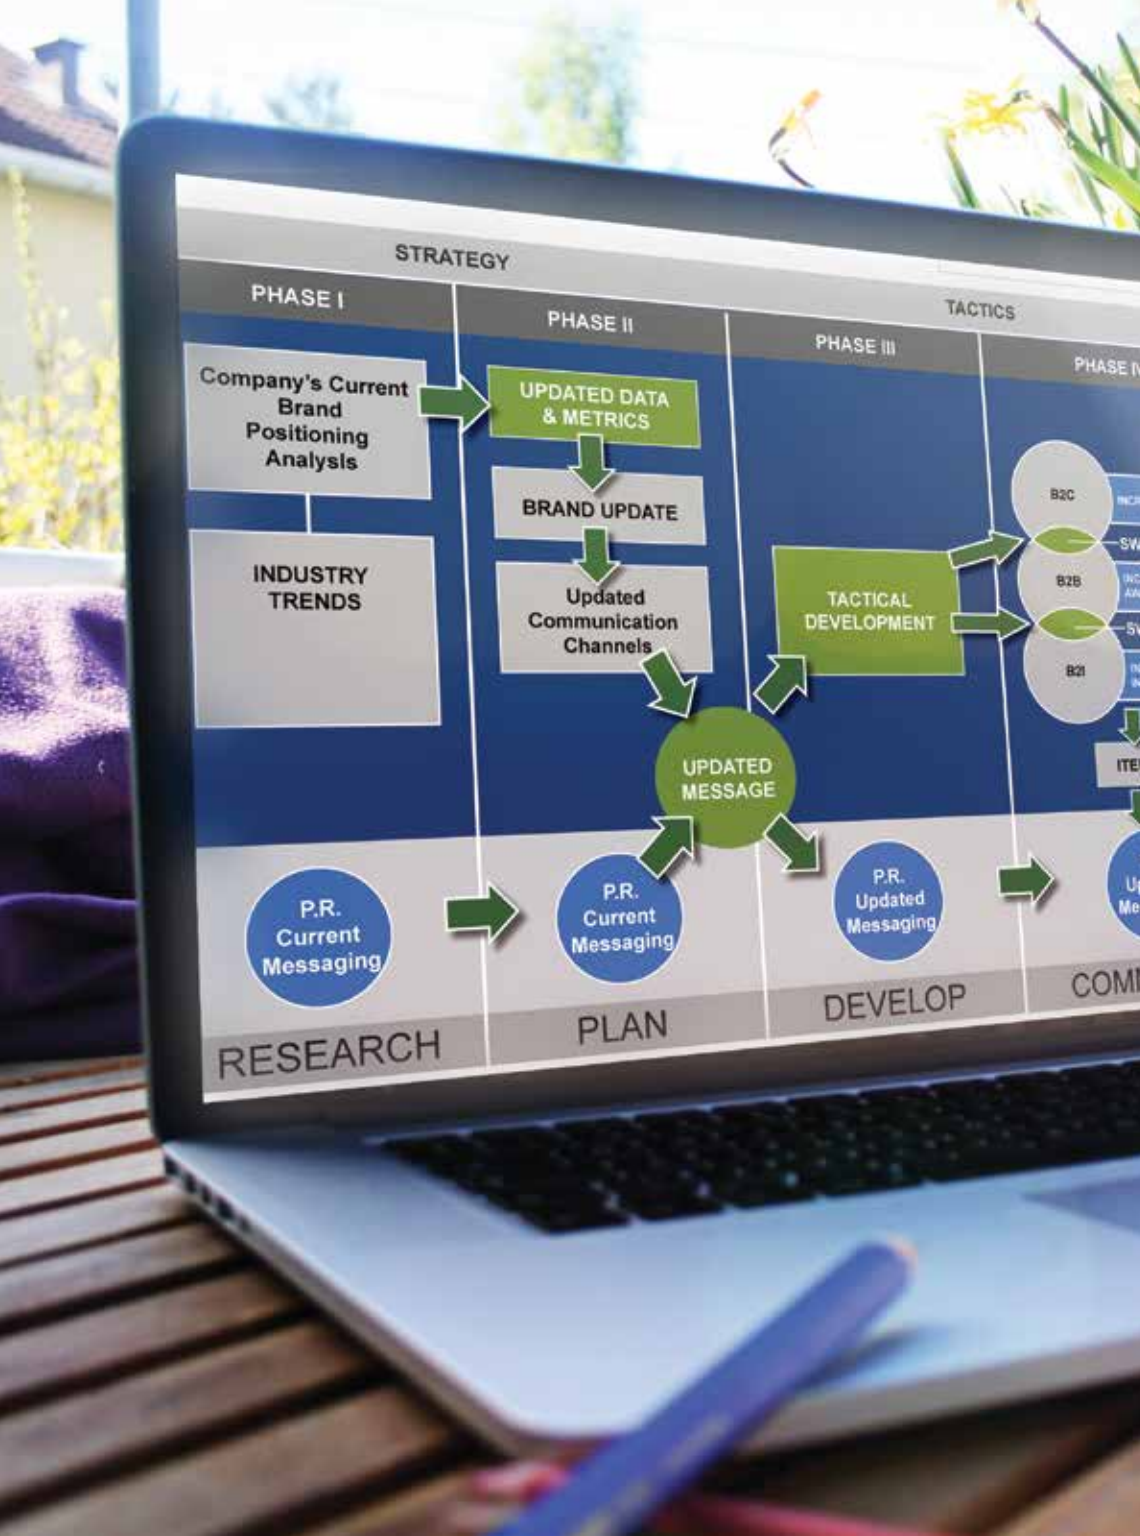 STRATEGY
TACTICS
PHASE I
PHASE II
PHASE III
PHASE
Company's Current
Brand
Positioning
Analysis
INDUSTRY
TRENDS
UPDATED DATA
& METRICS
BRAND UPDATE
Updated
Communication
Channels
UPDATED
MESSAGE
TACTICAL
DEVELOPMENT
B2C
B2B
B2I
P.R.
Current
Messaging
P.R.
Current
Messaging
P.R.
Updated
Messaging
RESEARCH
PLAN
DEVELOP